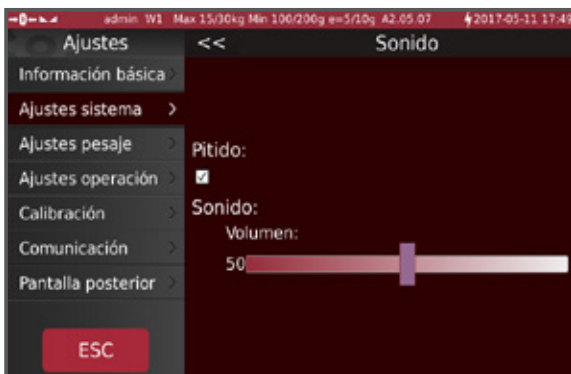 admin W1 Max 15/30kg Min 100/200g e=5/10g A2.05.07 2017-05-11 17:49
Ajustes << Sonido
Información básica >
Ajustes sistema >
Ajustes pesaje >
Pitido:
Ajustes operación >
Calibración >
Sonido:
Volumen:
Comunicación >
50
Pantalla posterior >
ESC